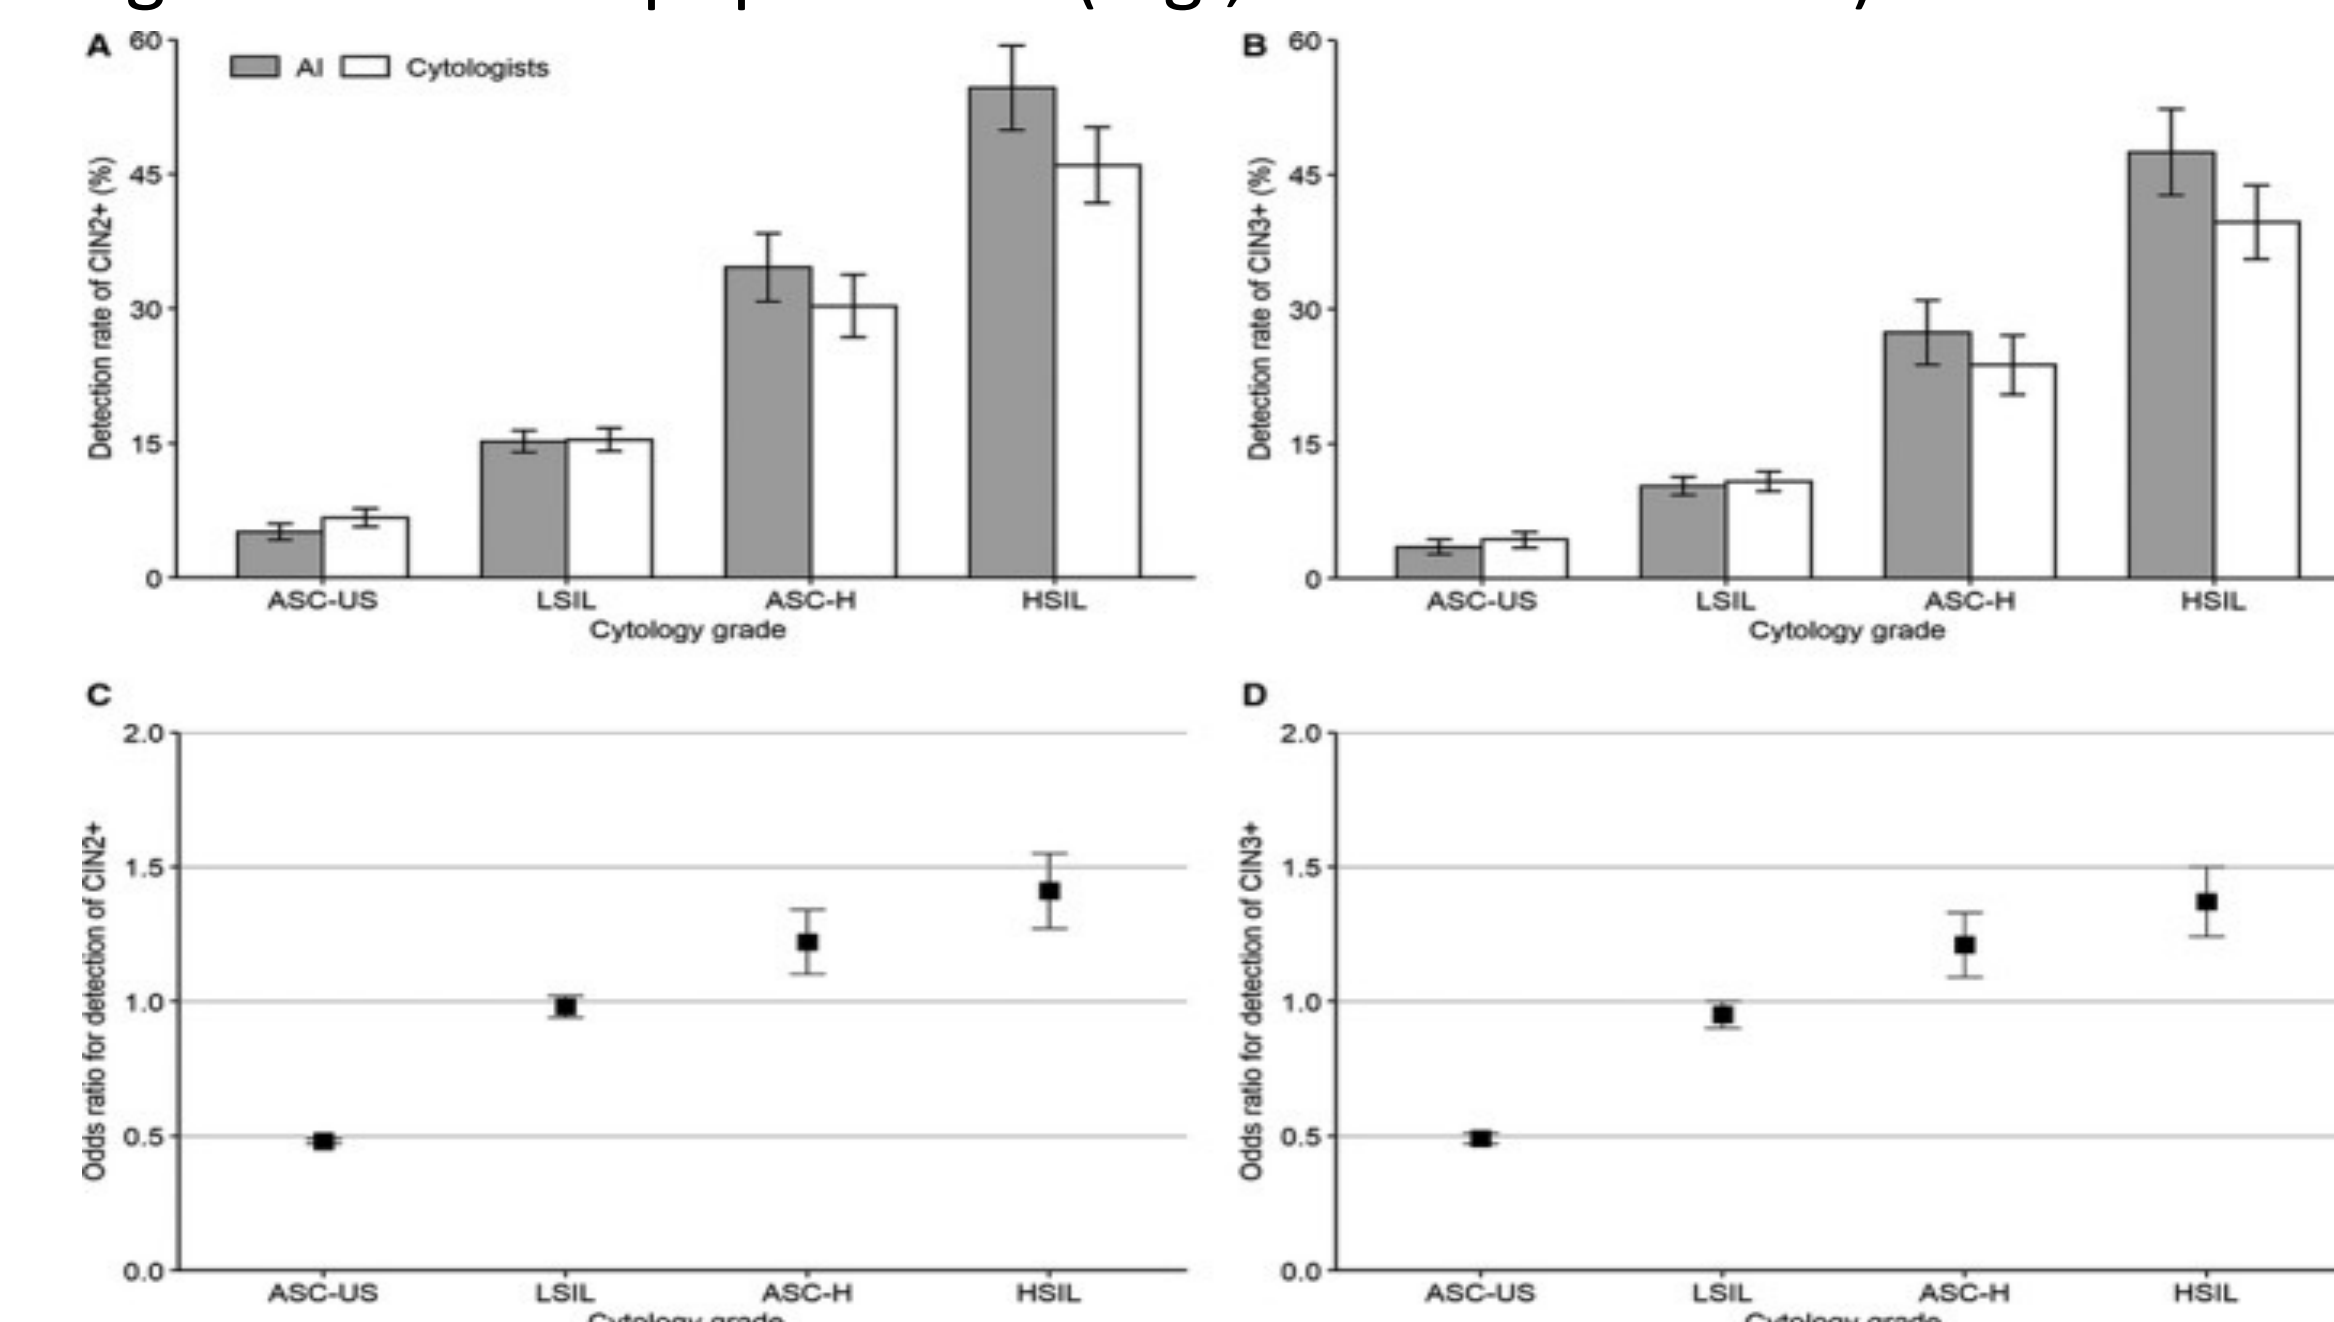 A
60
AI
Cytologists
45
30
15
0
Detection rate of CIN2+ (%)
ASC-US
LSIL
ASC-H
HSIL
Cytology grade
B
60
45
30
15
0
Detection rate of CIN3+ (%)
ASC-US
LSIL
ASC-H
HSIL
Cytology grade
C
2.0
1.5
1.0
0.5
0.0
Odds ratio for detection of CIN2+
ASC-US
LSIL
ASC-H
HSIL
Cytology grade
D
2.0
1.5
1.0
0.5
0.0
Odds ratio for detection of CIN3+
ASC-US
LSIL
ASC-H
HSIL
Cytology grade